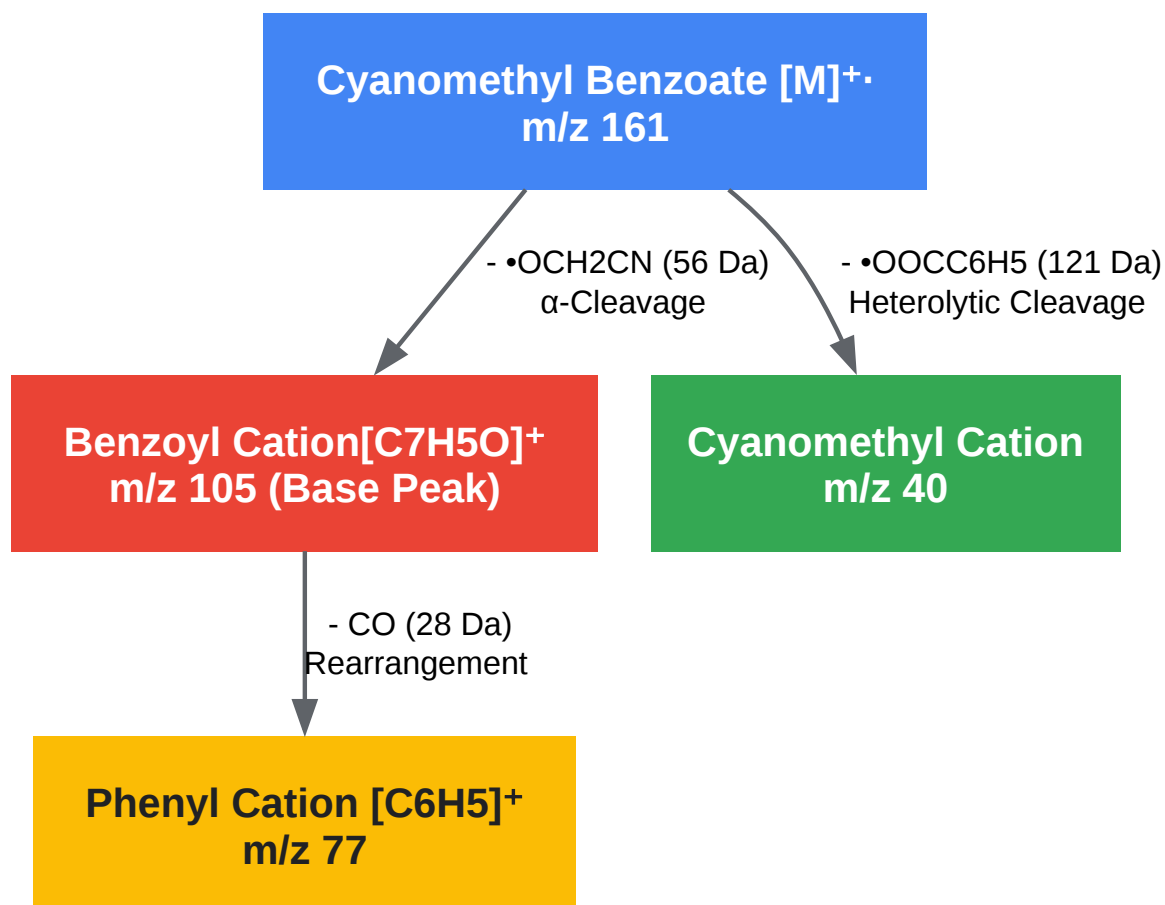 Cyanomethyl Benzoate [M]⁺·
m/z 161
- •OCH2CN (56 Da)
α-Cleavage
- •OOCC6H5 (121 Da)
Heterolytic Cleavage
Benzoyl Cation[C7H5O]⁺
m/z 105 (Base Peak)
Cyanomethyl Cation
m/z 40
- CO (28 Da)
Rearrangement
Phenyl Cation [C6H5]⁺
m/z 77